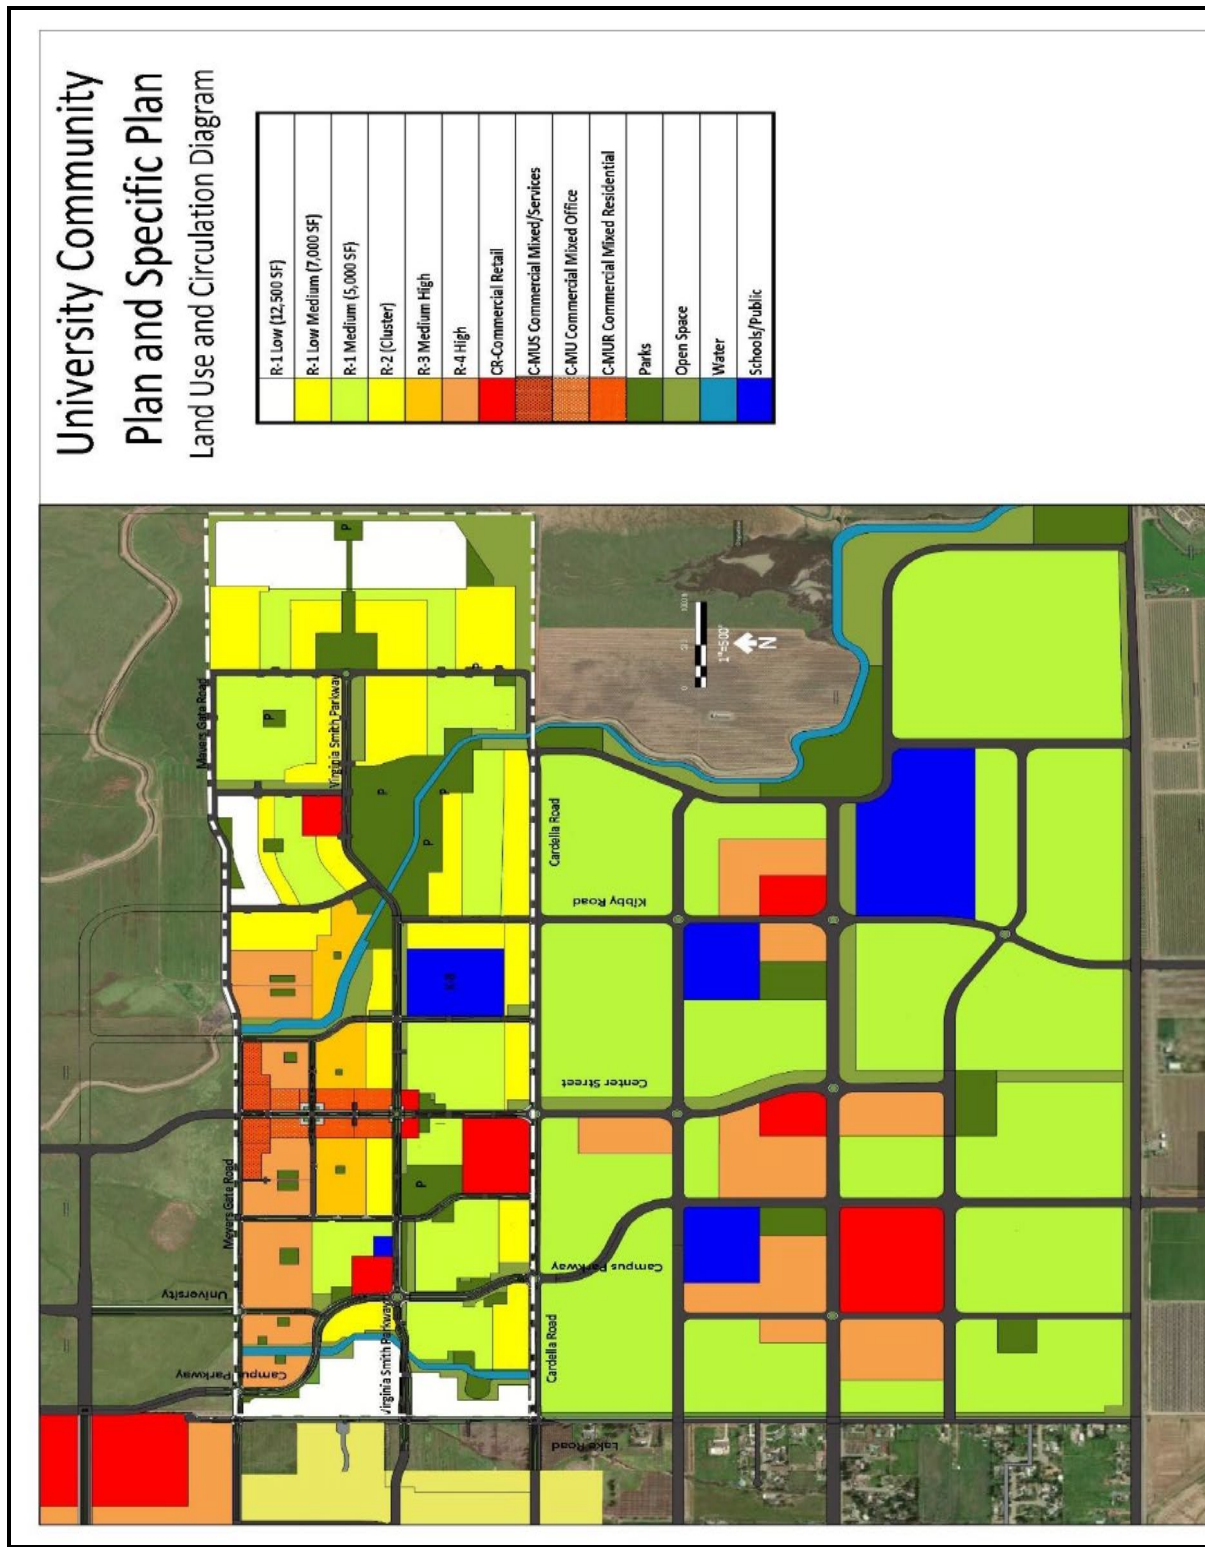 University Community
Plan and Specific Plan
Land Use and Circulation Diagram
R-1 Low (12,500 SF)
R-1 Low Medium (7,000 SF)
R-1 Medium (5,000 SF)
R-2 (Cluster)
R-3 Medium High
R-4 High
CR-Commercial Retail
C-MUS Commercial Mixed/Services
C-MU Commercial Mixed Office
C-MUR Commercial Mixed Residential
Parks
Open Space
Water
Schools/Public
Meyers Gate Road
Virginia Smith Parkway
P
P
P
P
P
P
Cardella Road
Kibby Road
K-8
Center Street
Meyers Gate Road
P
University
Campus Parkway
Campus Parkway
Virginia Smith Parkway
Cardella Road
Lake Road
1"=500'
N